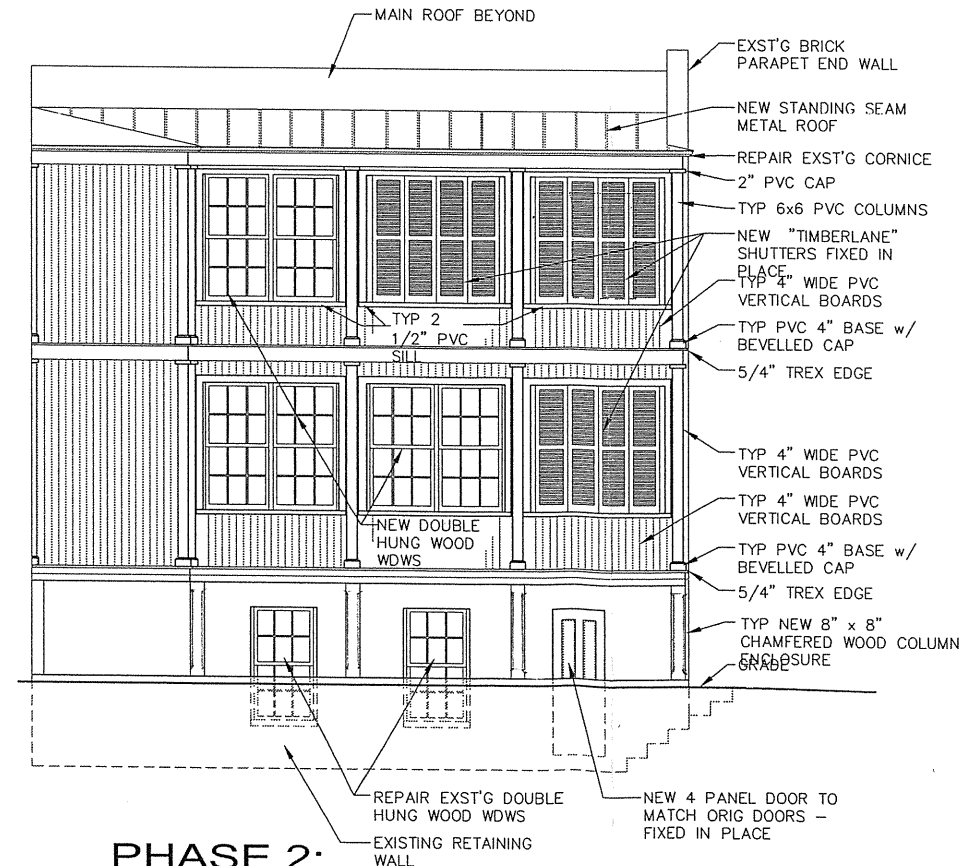 MAIN ROOF BEYOND
EXST'G BRICK
PARAPET END WALL
NEW STANDING SEAM
METAL ROOF
REPAIR EXST'G CORNICE
2" PVC CAP
TYP 6x6 PVC COLUMNS
NEW "TIMBERLANE"
SHUTTERS FIXED IN
PLACE
TYP 4" WIDE PVC
VERTICAL BOARDS
TYP 2
1/2" PVC
SILL
TYP PVC 4" BASE w/
BEVELLED CAP
5/4" TREX EDGE
TYP 4" WIDE PVC
VERTICAL BOARDS
TYP 4" WIDE PVC
VERTICAL BOARDS
NEW DOUBLE
HUNG WOOD
WDWS
TYP PVC 4" BASE w/
BEVELLED CAP
5/4" TREX EDGE
TYP NEW 8" x 8"
CHAMFERED WOOD COLUMN
ENCLOSURE
GRADE
REPAIR EXST'G DOUBLE
HUNG WOOD WDWS
NEW 4 PANEL DOOR TO
MATCH ORIG DOORS –
FIXED IN PLACE
EXISTING RETAINING
WALL
PHASE 2: